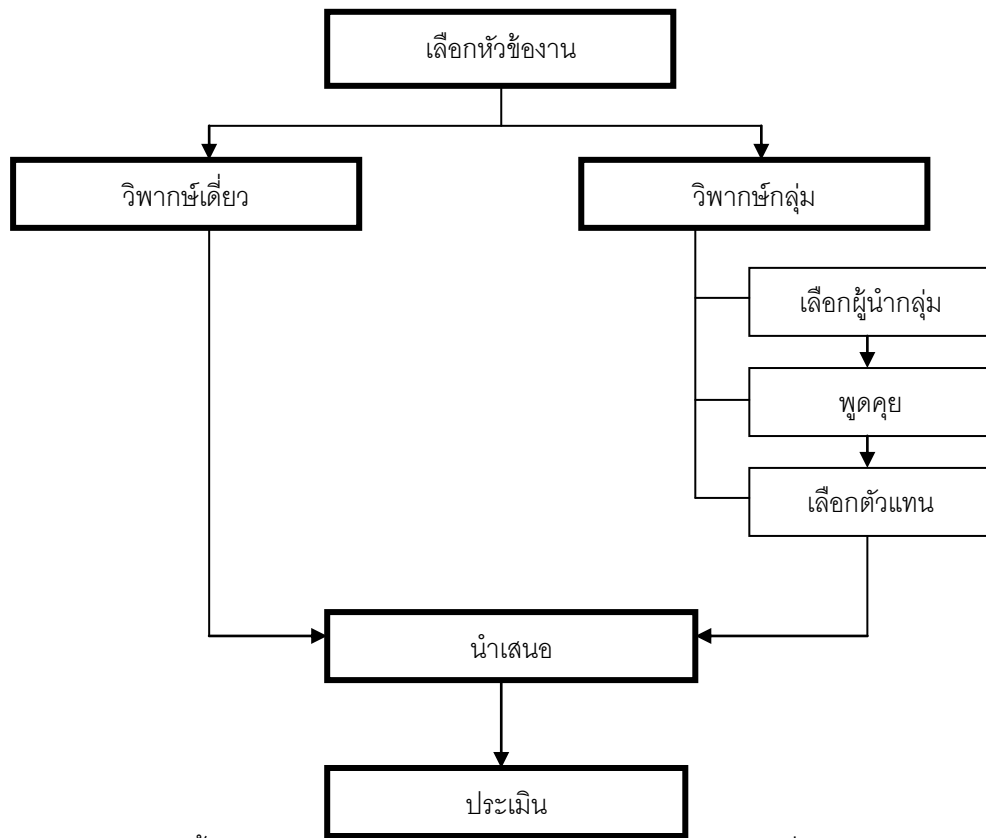 เลือกหัวข้องาน
วิพากษ์เดี่ยว
วิพากษ์กลุ่ม
เลือกผู้นำกลุ่ม
พูดคุย
เลือกตัวแทน
นำเสนอ
ประเมิน